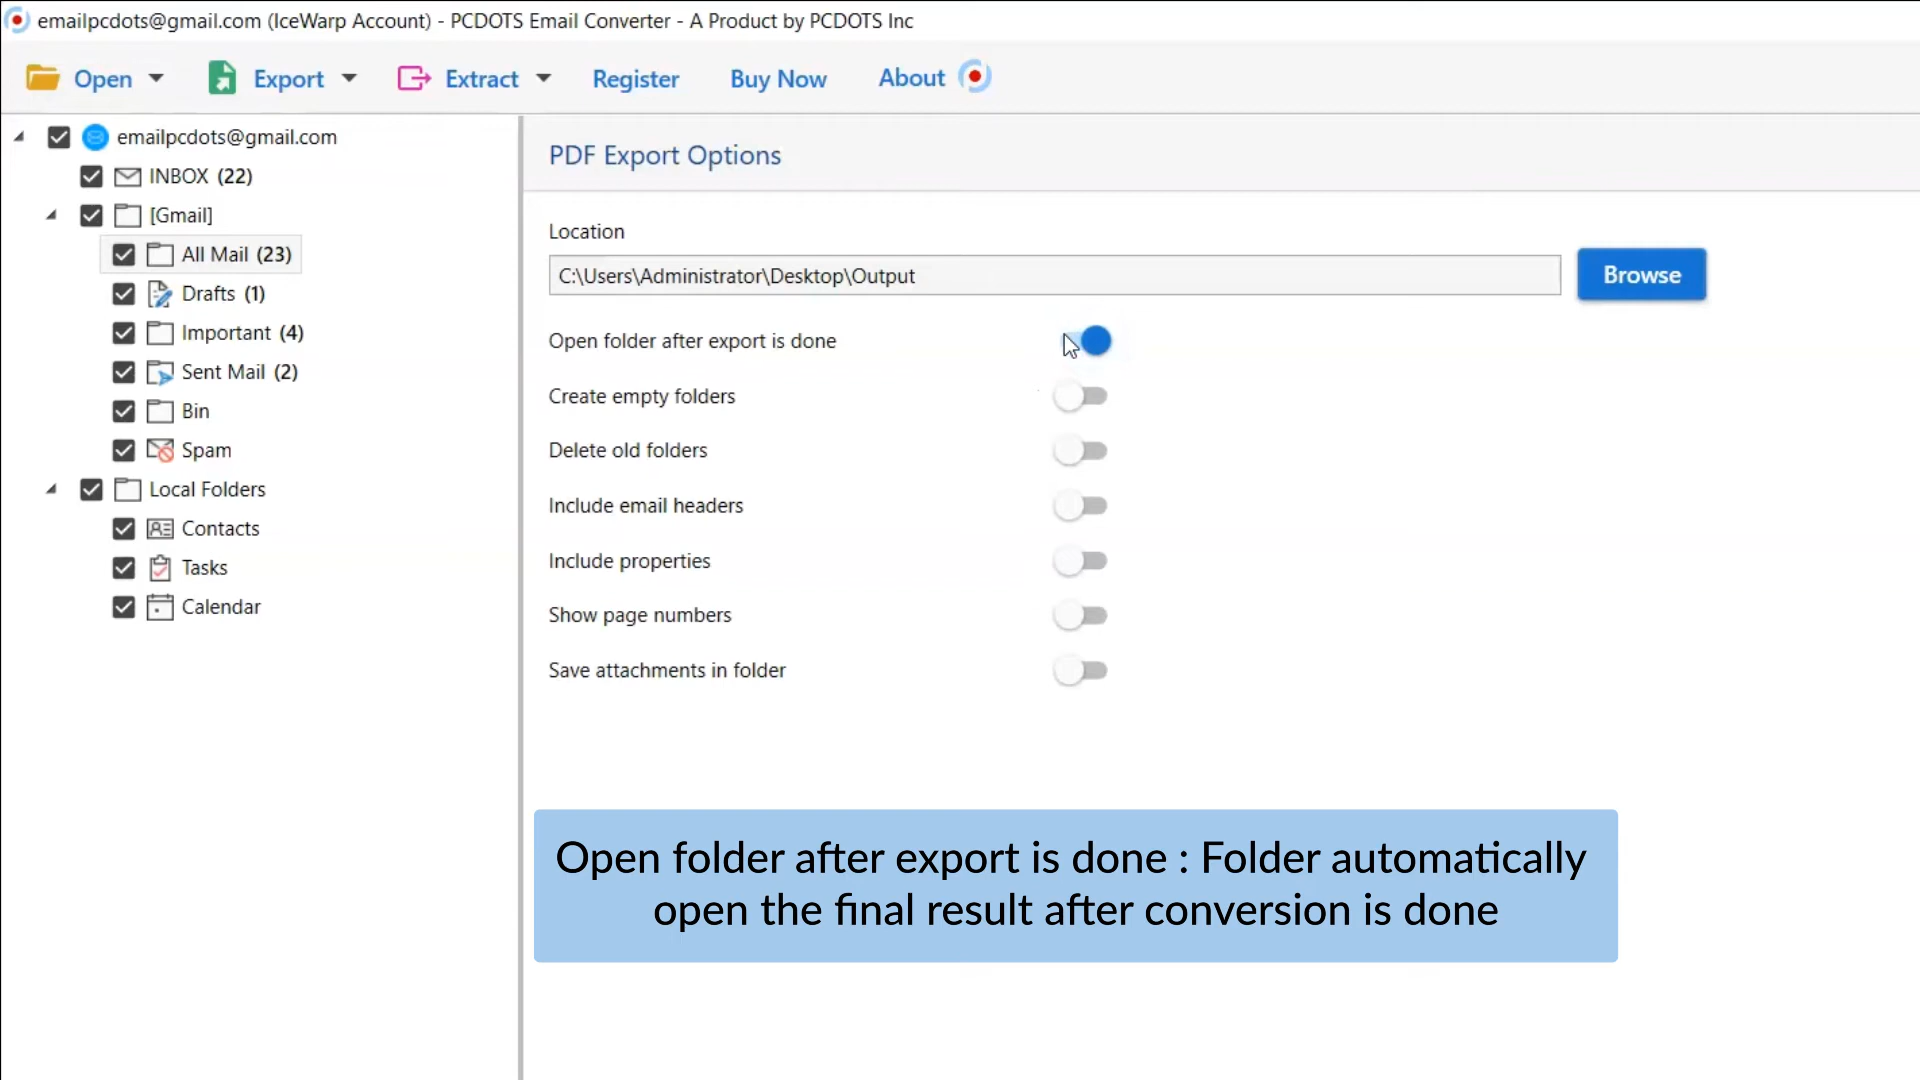 emailpcdots@gmail.com (IceWarp Account) - PCDOTS Email Converter - A Product by PCDOTS Inc
Open Export Extract Register Buy Now About
emailpcdots@gmail.com
INBOX (22)
[Gmail]
All Mail (23)
Drafts (1)
Important (4)
Sent Mail (2)
Bin
Spam
Local Folders
Contacts
Tasks
Calendar
PDF Export Options
Location
C:\Users\Administrator\Desktop\Output
Browse
Open folder after export is done
Create empty folders
Delete old folders
Include email headers
Include properties
Show page numbers
Save attachments in folder
Open folder after export is done : Folder automatically
open the final result after conversion is done